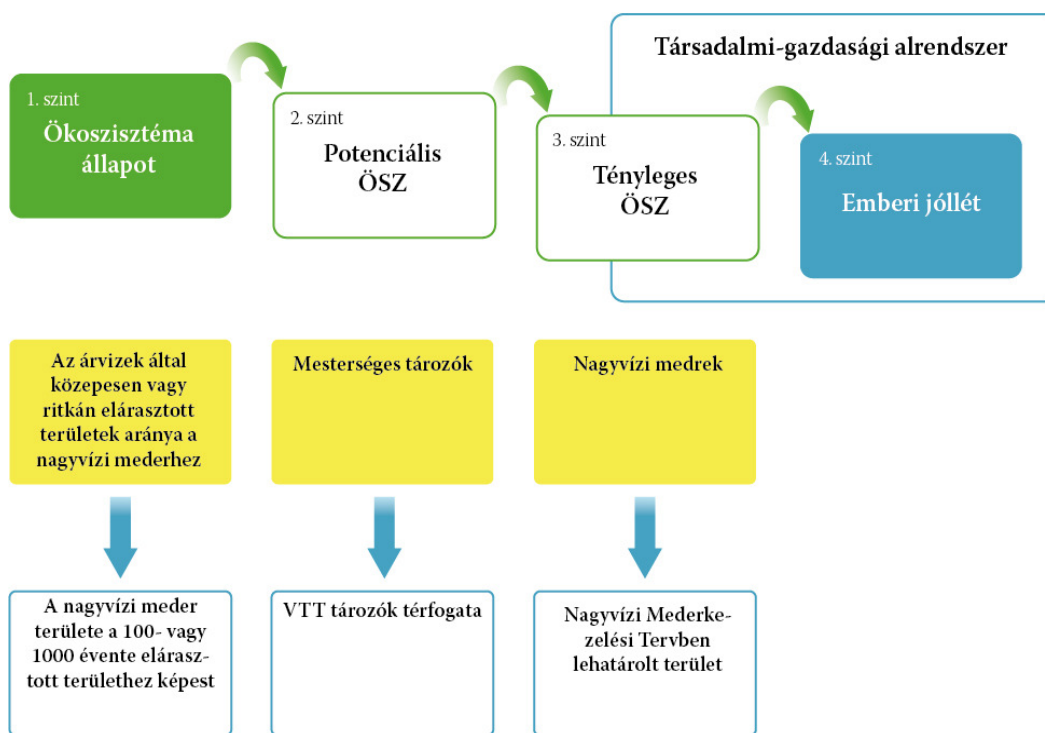 Társadalmi-gazdasági alrendszer
1. szint
Ökoszisztéma
állapot
2. szint
Potenciális
ÖSZ
3. szint
Tényleges
ÖSZ
4. szint
Emberi jóllét
Az árvizek által
közepesen vagy
ritkán elárasztott
területek aránya a
nagyvízi mederhez
Mesterséges tározók
Nagyvízi medrek
A nagyvízi meder
területe a 100- vagy
1000 évente elárasz-
tott területhez képest
VTT tározók térfogata
Nagyvízi Mederke-
zelési Tervben
lehatárolt terület